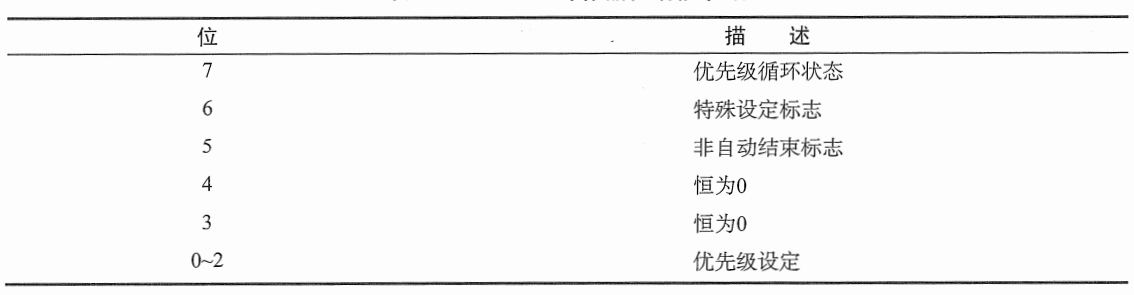 位 描 述
7 优先级循环状态
6 特殊设定标志
5 非自动结束标志
4 恒为0
3 恒为0
0~2 优先级设定